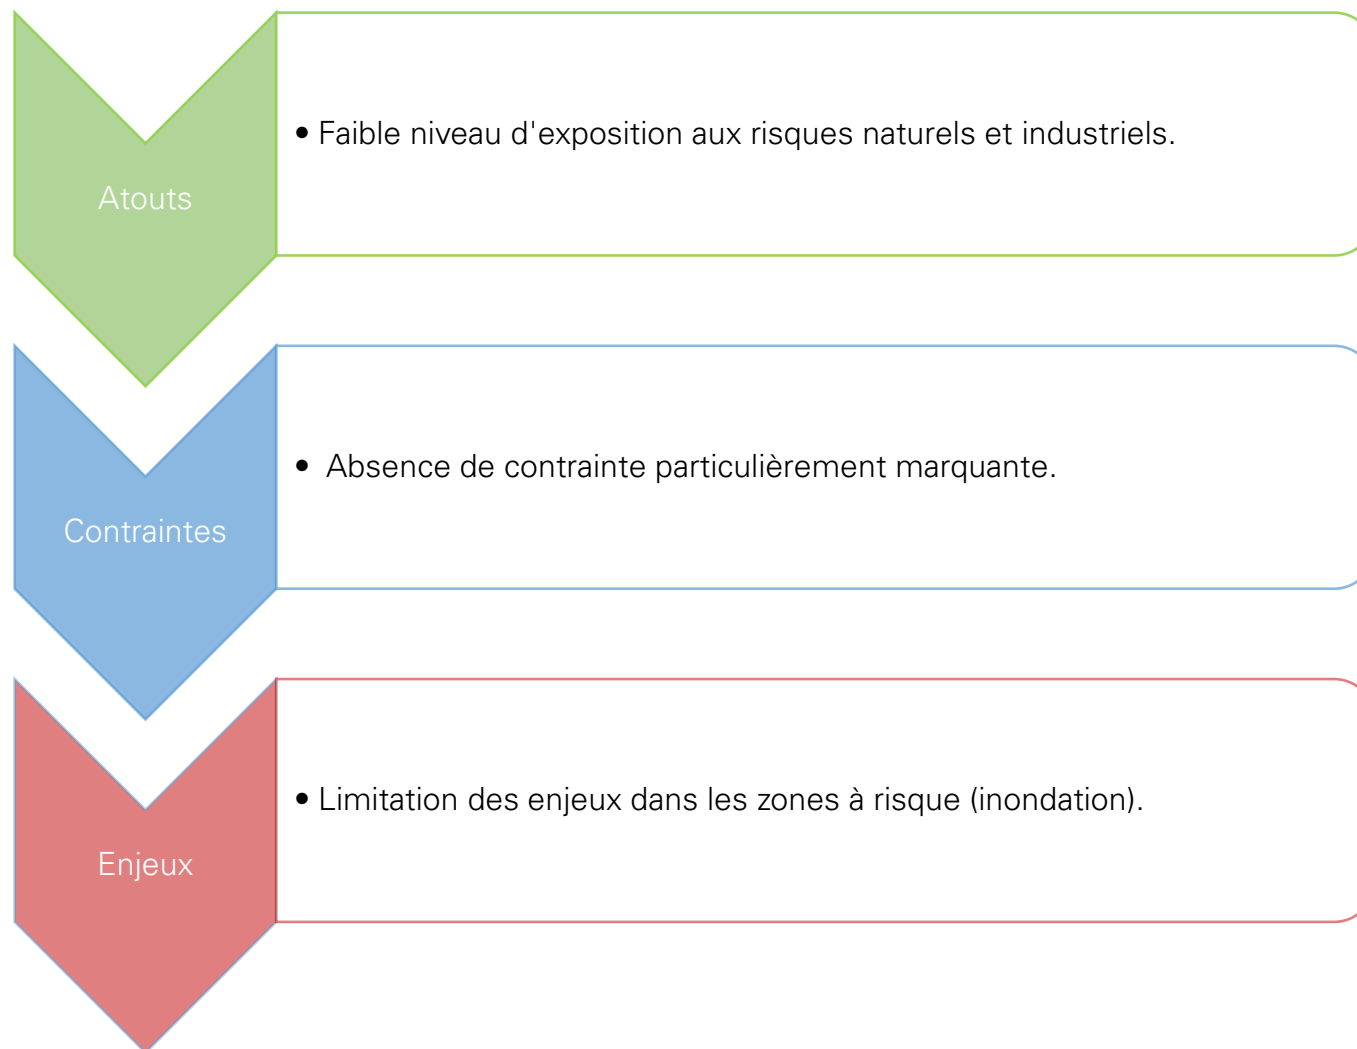 Atouts
• Faible niveau d'exposition aux risques naturels et industriels.
Contraintes
• Absence de contrainte particulièrement marquante.
Enjeux
• Limitation des enjeux dans les zones à risque (inondation).